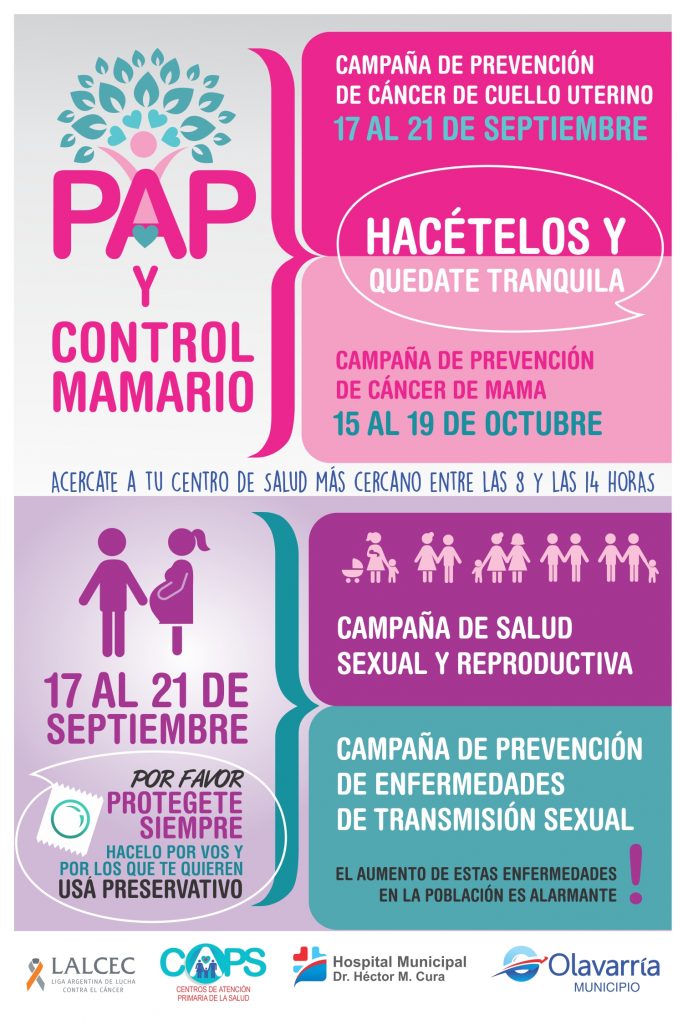 PAP
Y
CONTROL
MAMARIO
CAMPAÑA DE PREVENCIÓN
DE CÁNCER DE CUELLO UTERINO
17 AL 21 DE SEPTIEMBRE
HACÉTELOS Y
QUEDATE TRANQUILA
CAMPAÑA DE PREVENCIÓN
DE CÁNCER DE MAMA
15 AL 19 DE OCTUBRE
ACERCATE A TU CENTRO DE SALUD MÁS CERCANO ENTRE LAS 8 Y LAS 14 HORAS
17 AL 21 DE
SEPTIEMBRE
POR FAVOR
PROTEGETE
SIEMPRE
HACELO POR VOS Y
POR LOS QUE TE QUIEREN
USÁ PRESERVATIVO
CAMPAÑA DE SALUD
SEXUAL Y REPRODUCTIVA
CAMPAÑA DE PREVENCIÓN
DE ENFERMEDADES
DE TRANSMISIÓN SEXUAL
EL AUMENTO DE ESTAS ENFERMEDADES
EN LA POBLACIÓN ES ALARMANTE !
LALCEC
LIGA ARGENTINA DE LUCHA
CONTRA EL CÁNCER
CAPS
CENTROS DE ATENCIÓN
PRIMARIA DE LA SALUD
Hospital Municipal
Dr. Héctor M. Cura
Olavarría
MUNICIPIO